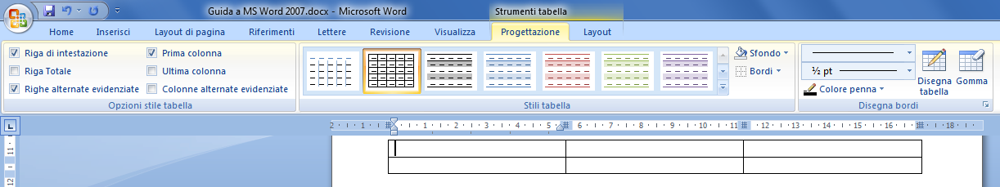 Guida a MS Word 2007.docx - Microsoft Word
Strumenti tabella
Home Inserisci Layout di pagina Riferimenti Lettere Revisione Visualizza Progettazione Layout
Riga di intestazione
Riga Totale
Righe alternate evidenziate
Prima colonna
Ultima colonna
Colonne alternate evidenziate
Opzioni stile tabella
Stili tabella
Sfondo
Bordi
½ pt
Colore penna
Disegna
tabella
Gomma
Disegna bordi
2 1 1 2 3 4 5 6 7 8 9 10 11 12 13 14 15 16 18
11
12